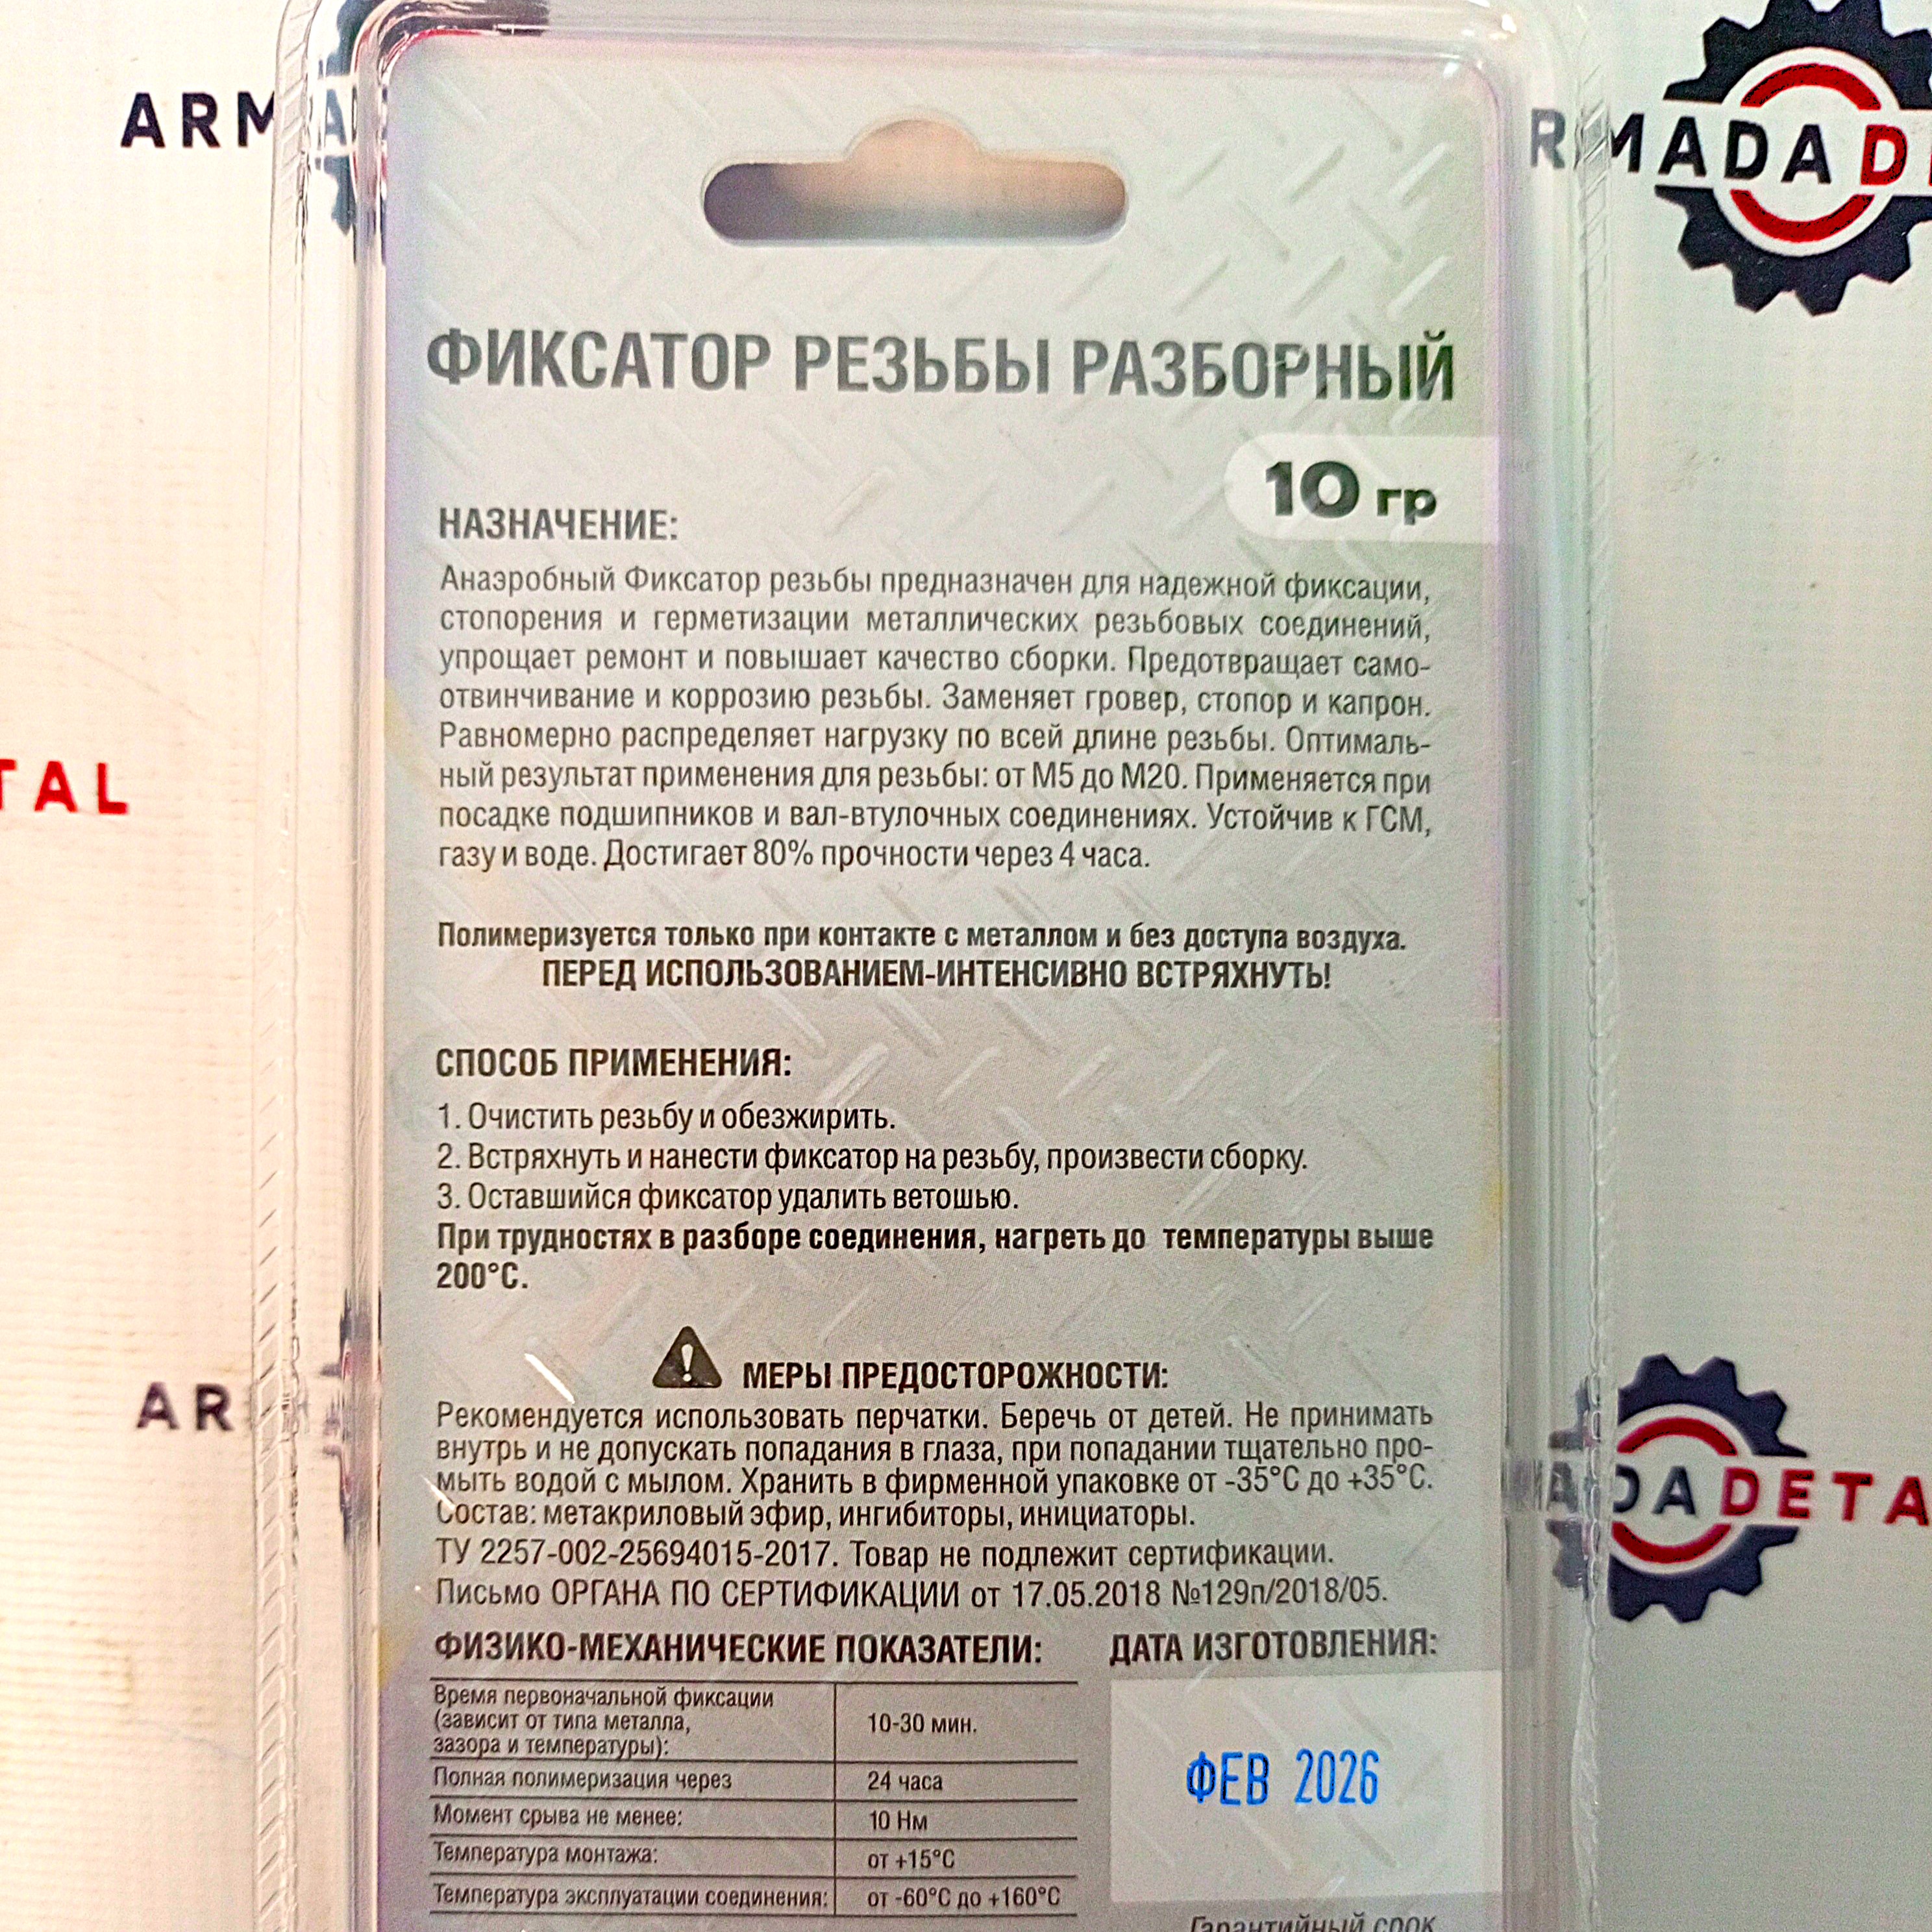 ARMA
RMADAD
ФИКСАТОР РЕЗЬБЫ РАЗБОРНЫЙ
10 гр
НАЗНАЧЕНИЕ:
Анаэробный Фиксатор резьбы предназначен для надежной фиксации,
стопорения и герметизации металлических резьбовых соединений,
упрощает ремонт и повышает качество сборки. Предотвращает само-
отвинчивание и коррозию резьбы. Заменяет гровер, стопор и капрон.
Равномерно распределяет нагрузку по всей длине резьбы. Оптималь-
ный результат применения для резьбы: от М5 до М20. Применяется при
посадке подшипников и вал-втулочных соединениях. Устойчив к ГСМ,
газу и воде. Достигает 80% прочности через 4 часа.
TAL
Полимеризуется только при контакте с металлом и без доступа воздуха.
ПЕРЕД ИСПОЛЬЗОВАНИЕМ-ИНТЕНСИВНО ВСТРЯХНУТЬ!
СПОСОБ ПРИМЕНЕНИЯ:
1. Очистить резьбу и обезжирить.
2. Встряхнуть и нанести фиксатор на резьбу, произвести сборку.
3. Оставшийся фиксатор удалить ветошью.
При трудностях в разборе соединения, нагреть до температуры выше
200°С.
МЕРЫ ПРЕДОСТОРОЖНОСТИ:
AR
Рекомендуется использовать перчатки. Беречь от детей. Не принимать
внутрь и не допускать попадания в глаза, при попадании тщательно про-
мыть водой с мылом. Хранить в фирменной упаковке от -35°С до +35°С.
Состав: метакриловый эфир, ингибиторы, инициаторы.
ADADETA
ТУ 2257-002-25694015-2017. Товар не подлежит сертификации.
Письмо ОРГАНА ПО СЕРТИФИКАЦИИ от 17.05.2018 №129п/2018/05.
ФИЗИКО-МЕХАНИЧЕСКИЕ ПОКАЗАТЕЛИ:
Время первоначальной фиксации
(зависит от типа металла,
зазора и температуры):
10-30 мин.
Полная полимеризация через
24 часа
Момент срыва не менее:
10 Нм
Температура монтажа:
от +15°С
Температура эксплуатации соединения:
от -60°С до +160°С
ДАТА ИЗГОТОВЛЕНИЯ:
ФЕВ 2026
Гарантийный срок